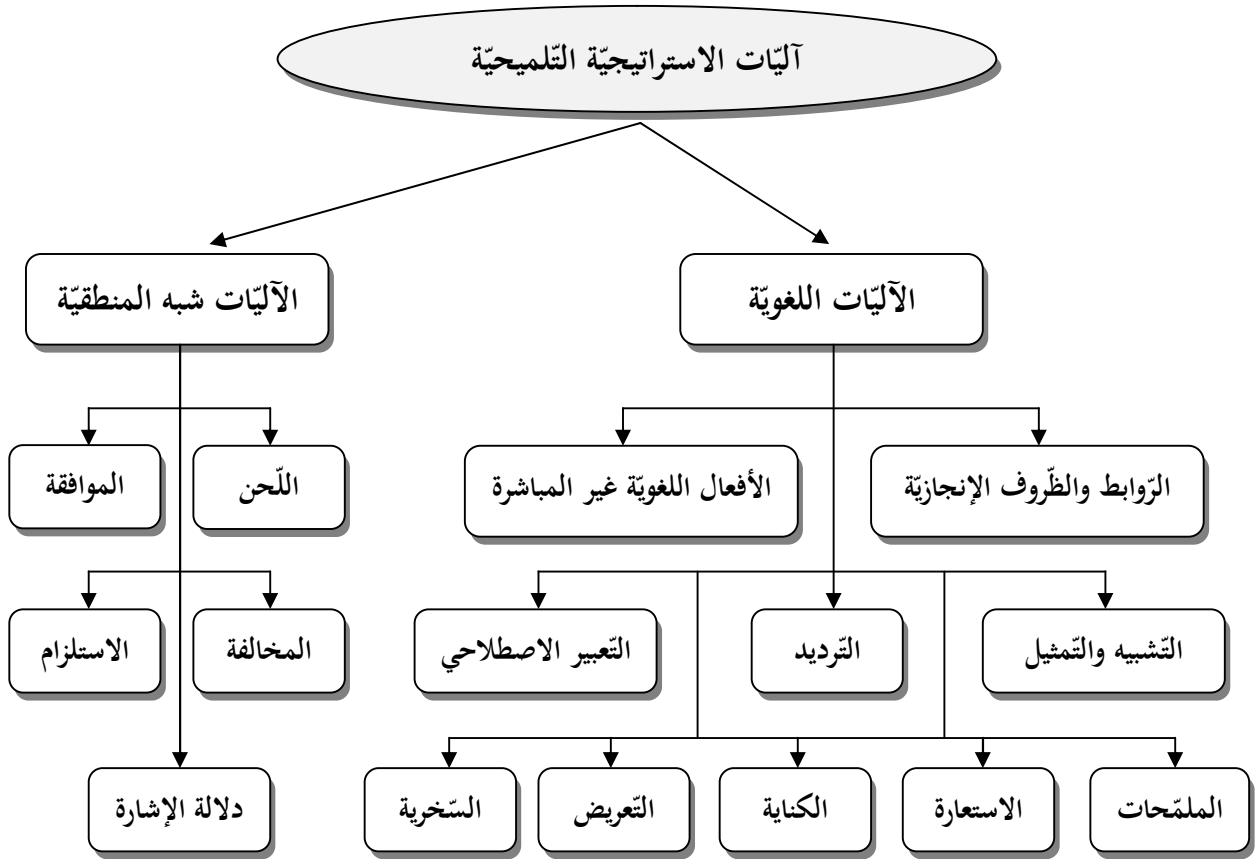 آليّات الاستراتيجيّة التّلميحيّة
الآليّات اللغويّة
الآليّات شبه المنطقيّة
الرّوابط والظّروف الإنجازيّة
الأفعال اللغويّة غير المباشرة
اللّحن
الموافقة
التّشبيه والتّمثيل
التّرديد
التّعبير الاصطلاحي
المخالفة
الاستلزام
الملمّحات
الاستعارة
الكناية
التّعريض
السّخرية
دلالة الإشارة